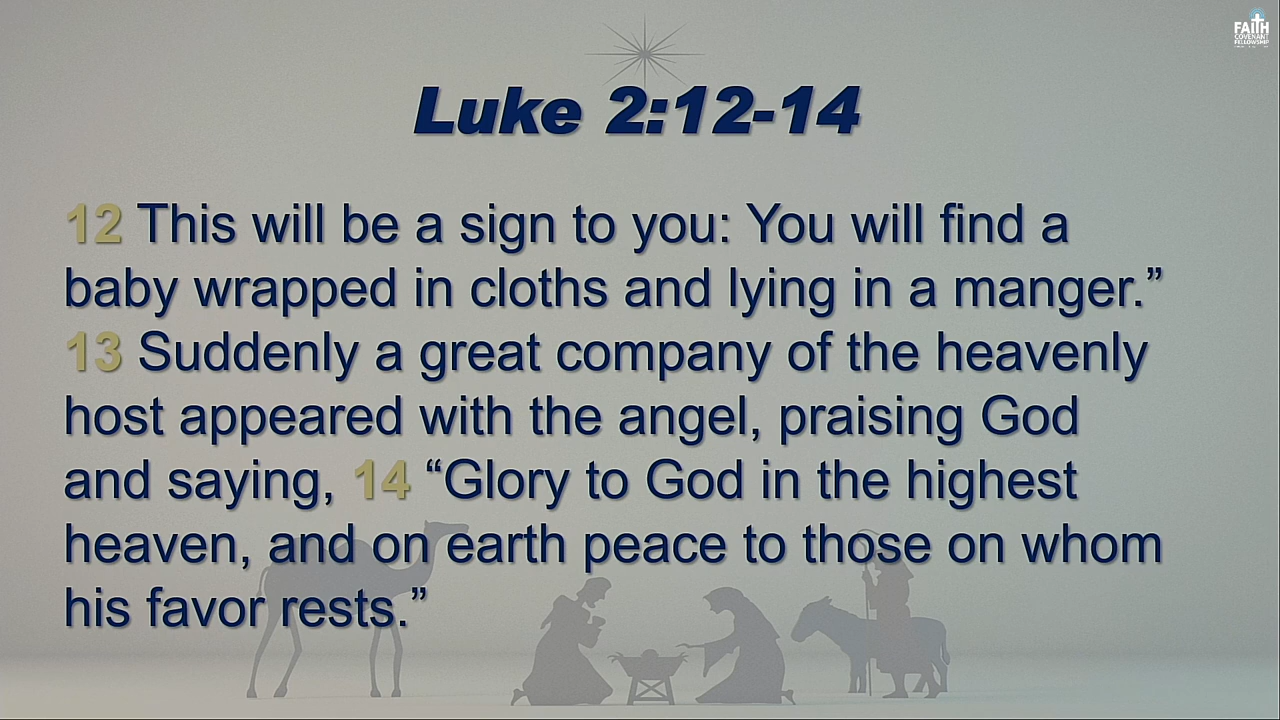 FAITH
COVENANT
FELLOWSHIP
Luke 2:12-14
12 This will be a sign to you: You will find a
baby wrapped in cloths and lying in a manger.”
13 Suddenly a great company of the heavenly
host appeared with the angel, praising God
and saying, 14 “Glory to God in the highest
heaven, and on earth peace to those on whom
his favor rests.”